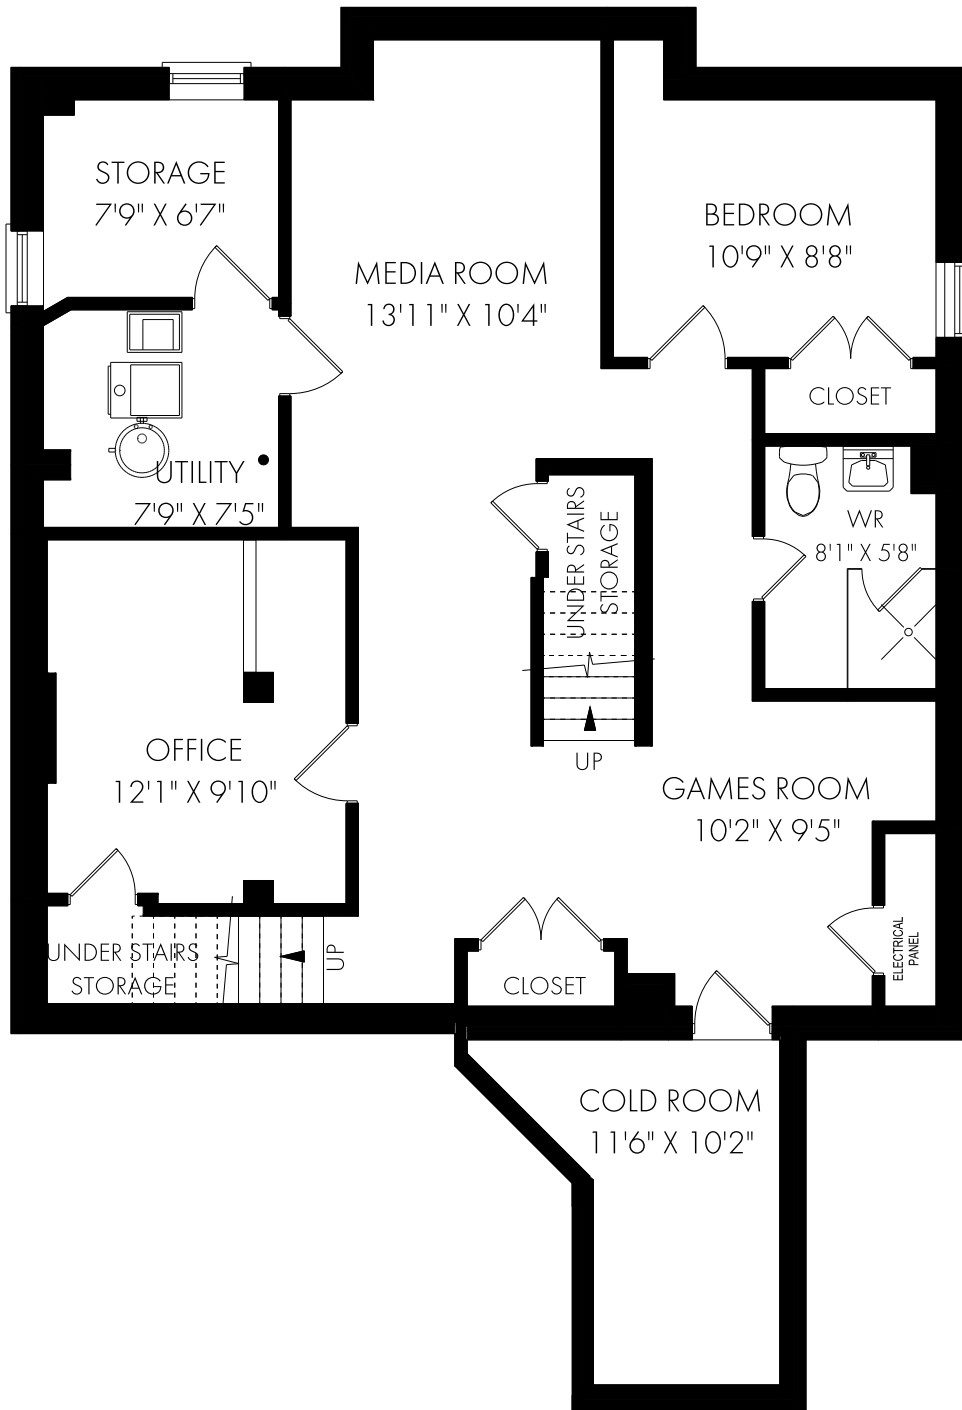 STORAGE
7'9" X 6'7"
BEDROOM
10'9" X 8'8"
MEDIA ROOM
13'11" X 10'4"
CLOSET
UTILITY
7'9" X 7'5"
UNDER STAIRS
STORAGE
WR
8'1" X 5'8"
UP
OFFICE
12'1" X 9'10"
GAMES ROOM
10'2" X 9'5"
UNDER STAIRS
STORAGE
UP
CLOSET
ELECTRICAL
PANEL
COLD ROOM
11'6" X 10'2"